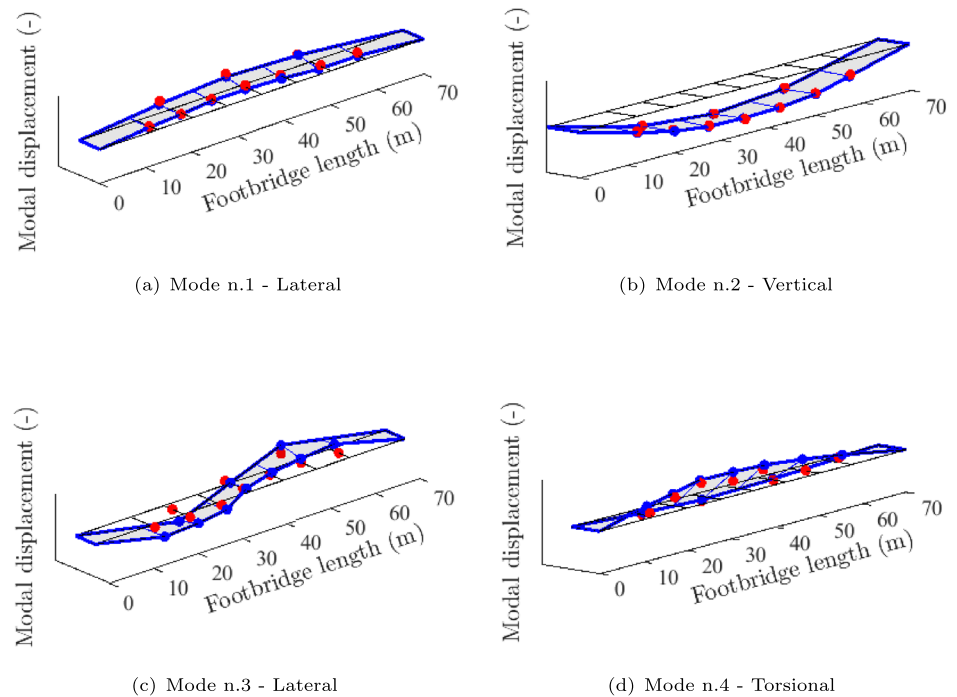 Modal displacement (-)
0
10
20
30
40
50
60
70
Footbridge length (m)
(a) Mode n.1 - Lateral
Modal displacement (-)
0
10
20
30
40
50
60
70
Footbridge length (m)
(b) Mode n.2 - Vertical
Modal displacement (-)
0
10
20
30
40
50
60
70
Footbridge length (m)
(c) Mode n.3 - Lateral
Modal displacement (-)
0
10
20
30
40
50
60
70
Footbridge length (m)
(d) Mode n.4 - Torsional